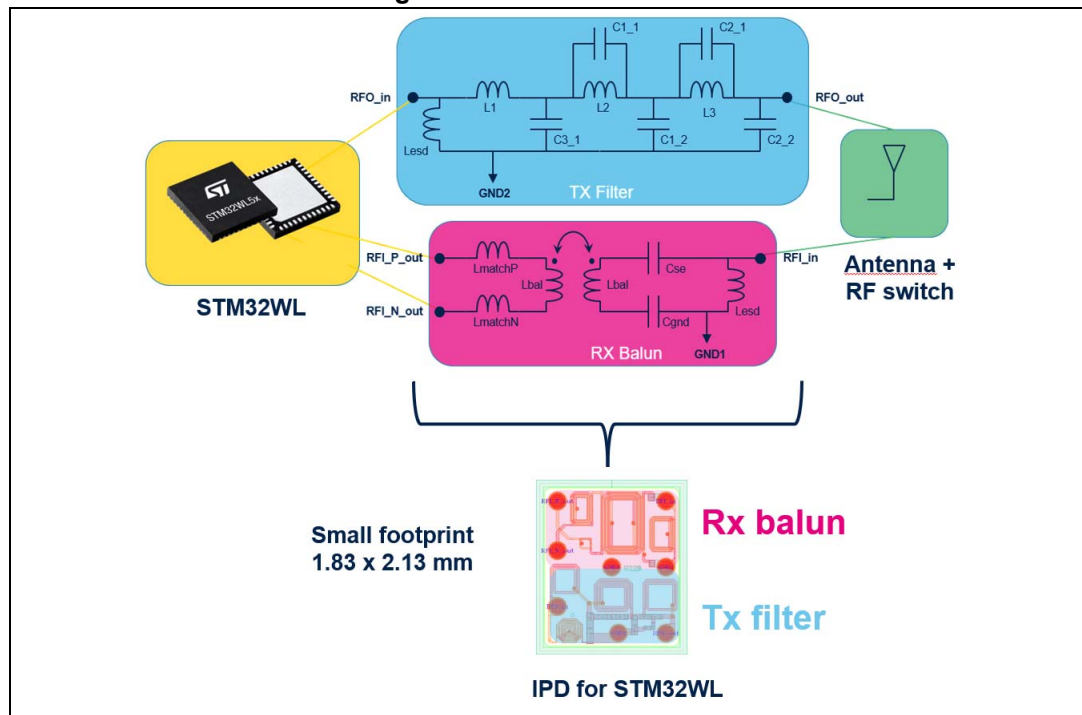 C1_1
C2_1
RFO_in
L1
L2
L3
RFO_out
Lesd
C3_1
C1_2
C2_2
GND2
TX Filter
STM32WL5x
STM32WL
RFI_P_out
LmatchP
Lbal
Lbal
Cse
RFI_in
RFI_N_out
LmatchN
Cgnd
Lesd
GND1
RX Balun
Antenna +
RF switch
Small footprint
1.83 x 2.13 mm
Rx balun
Tx filter
IPD for STM32WL